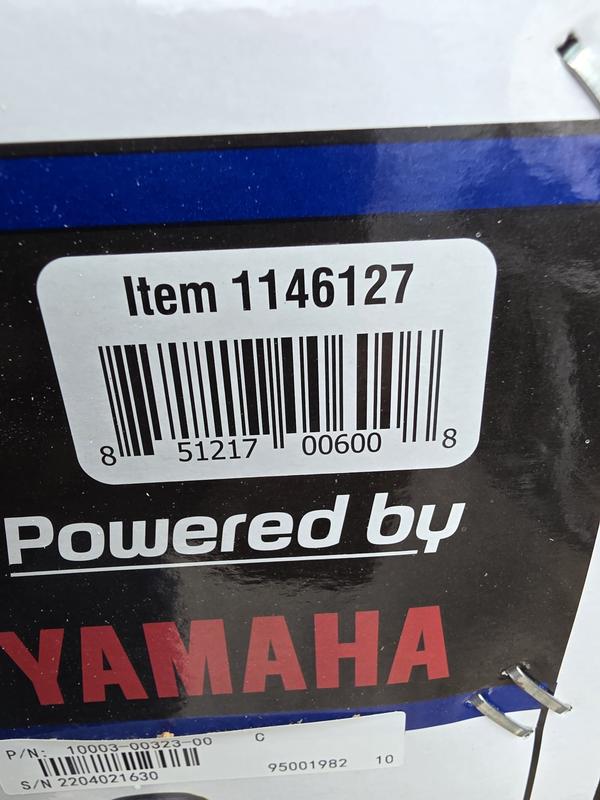 Item 1146127
8 51217 00600 8
Powered by
YAMAHA
P/N: 10003-00323-00 C
S/N 2204021630 95001982 10